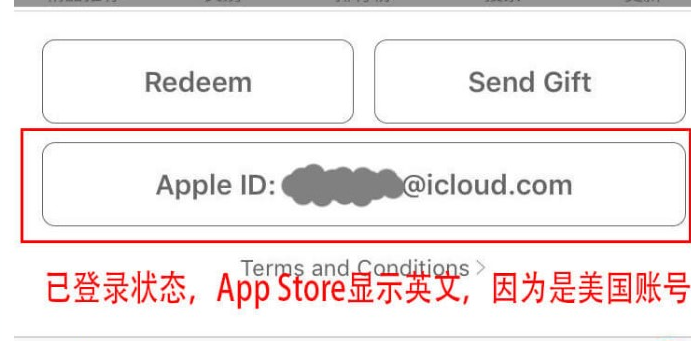 Redeem
Send Gift
Apple ID: @icloud.com
Terms and Conditions >
已登录状态，App Store显示英文，因为是美国账号